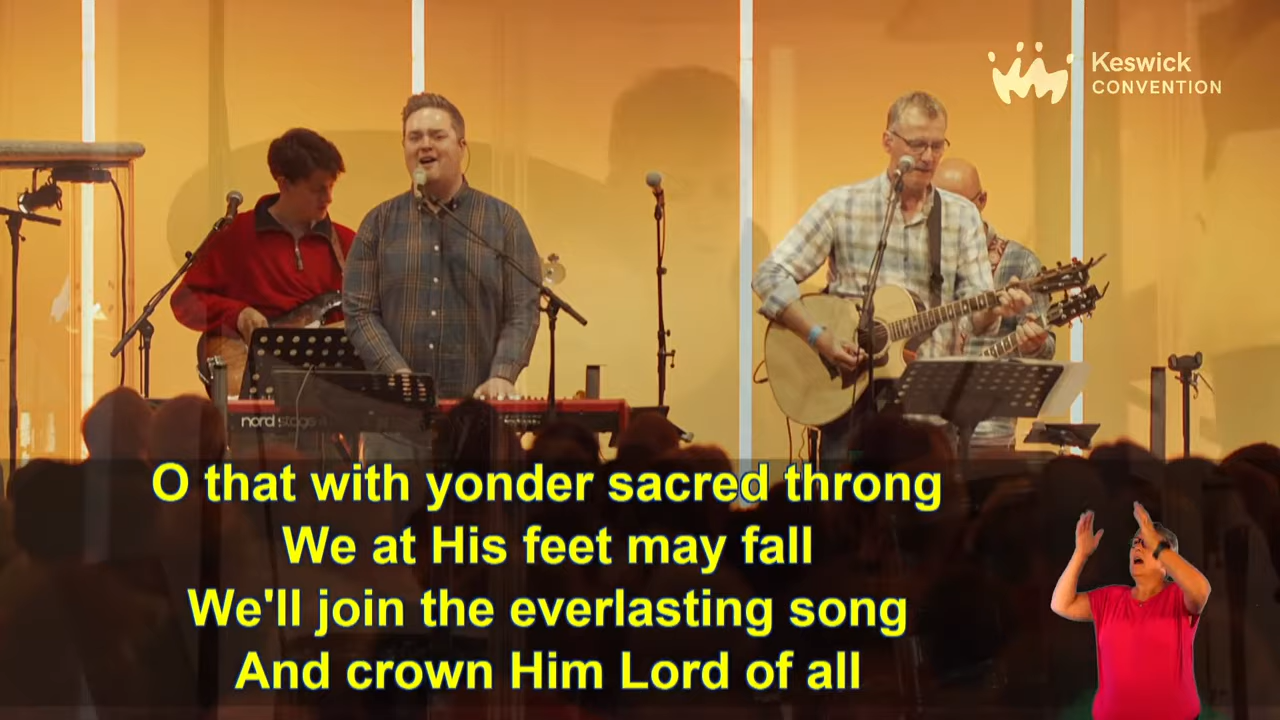 Keswick
CONVENTION
nord stage
O that with yonder sacred throng
We at His feet may fall
We'll join the everlasting song
And crown Him Lord of all